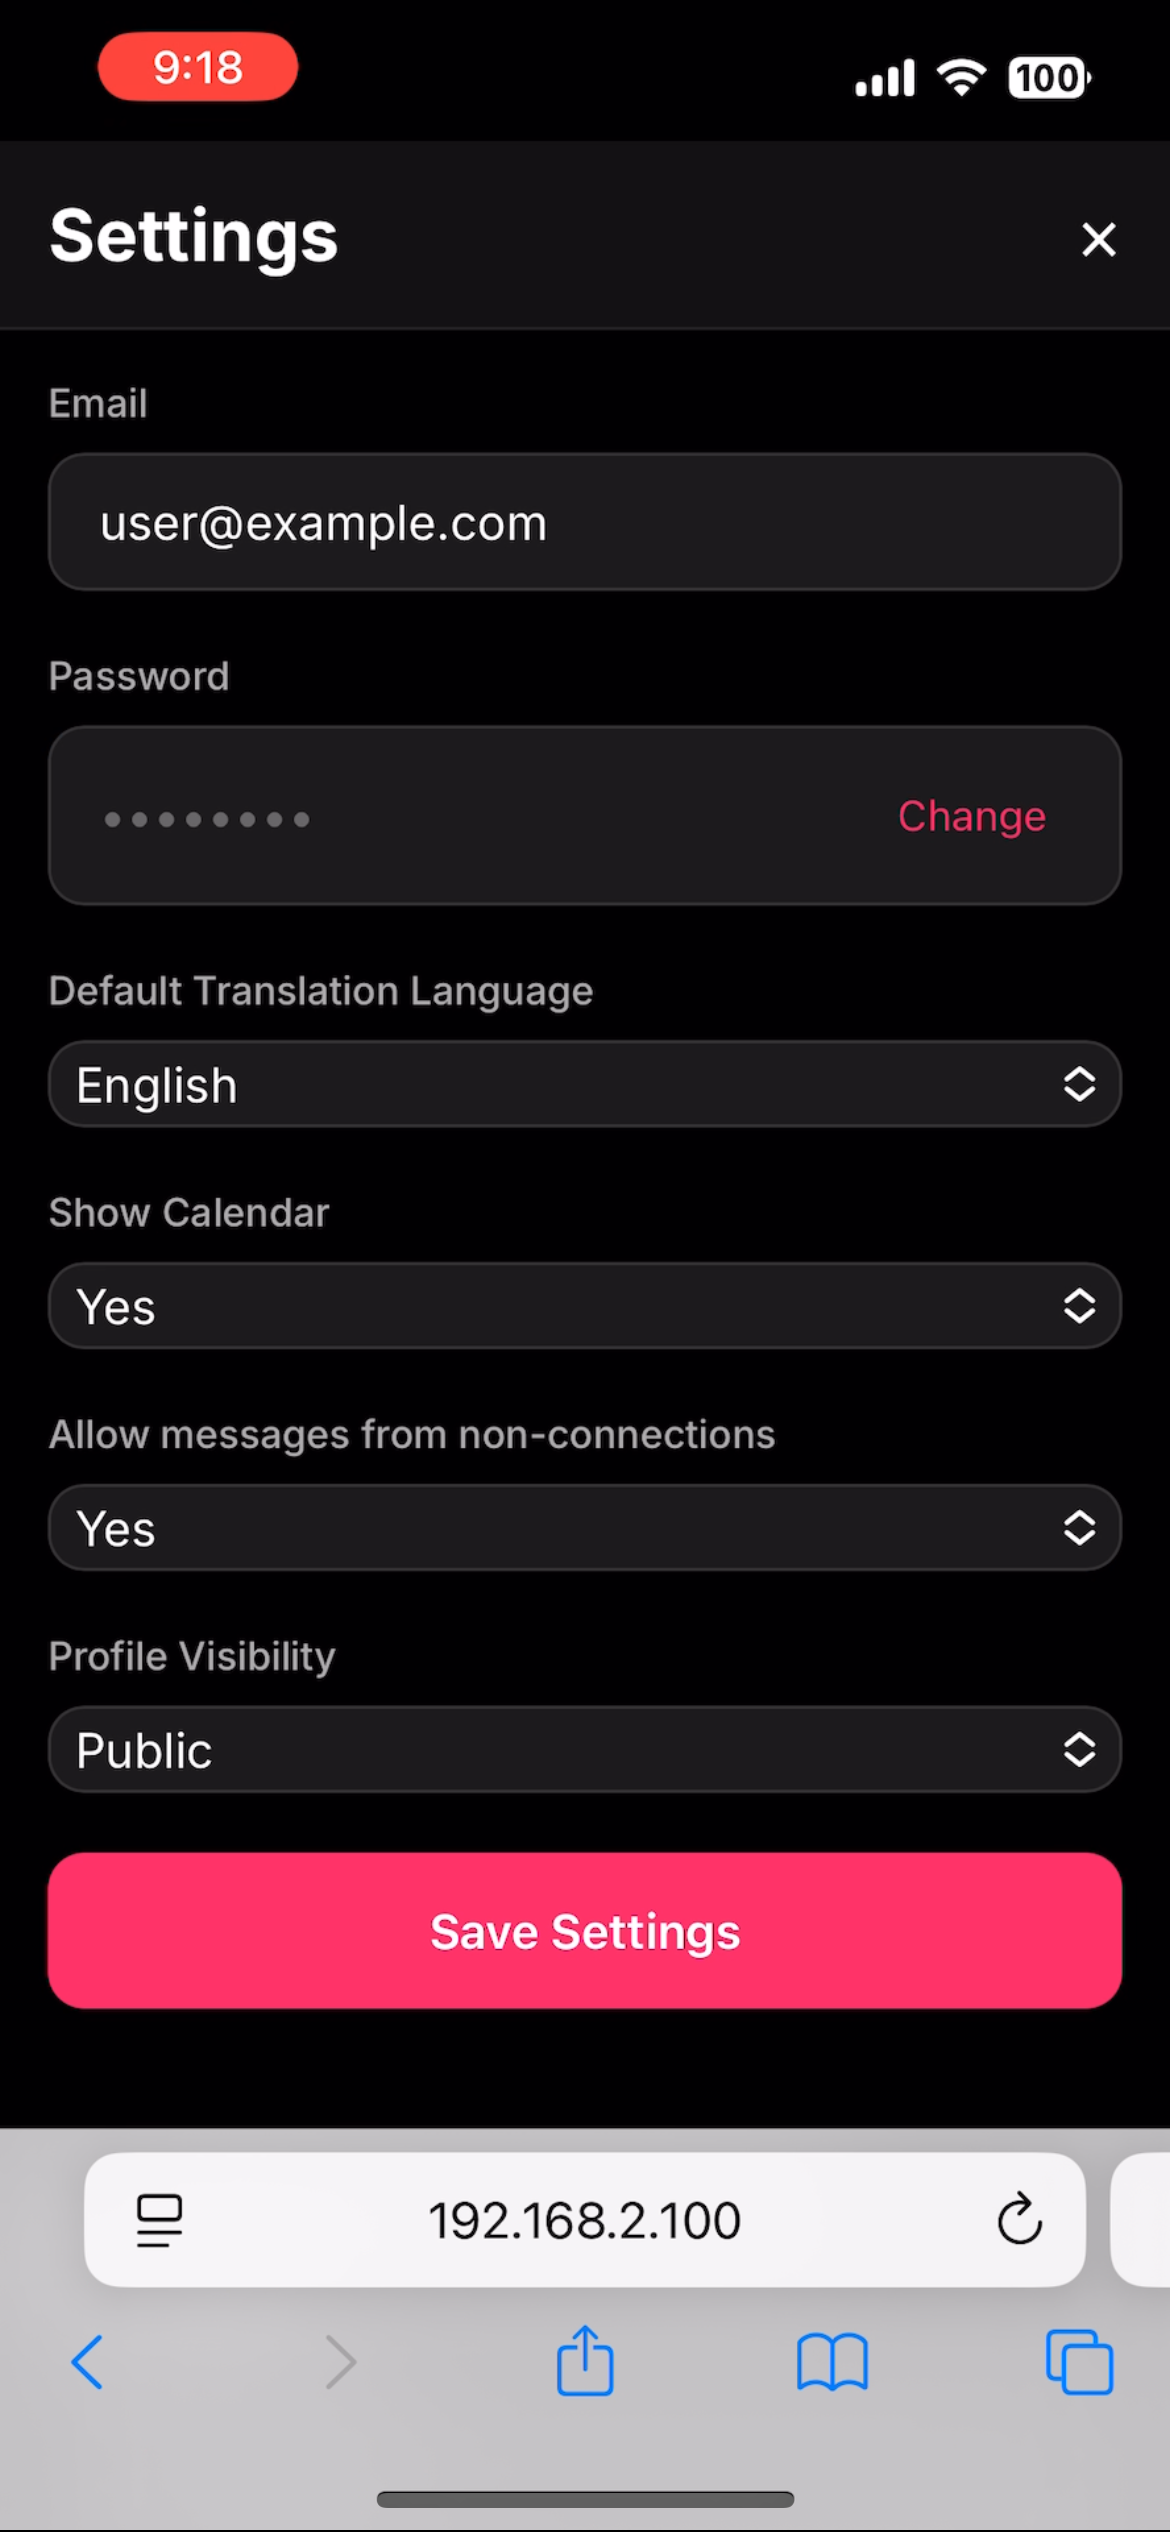 9:18
100
Settings
Email
user@example.com
Password
Change
Default Translation Language
English
Show Calendar
Yes
Allow messages from non-connections
Yes
Profile Visibility
Public
Save Settings
192.168.2.100